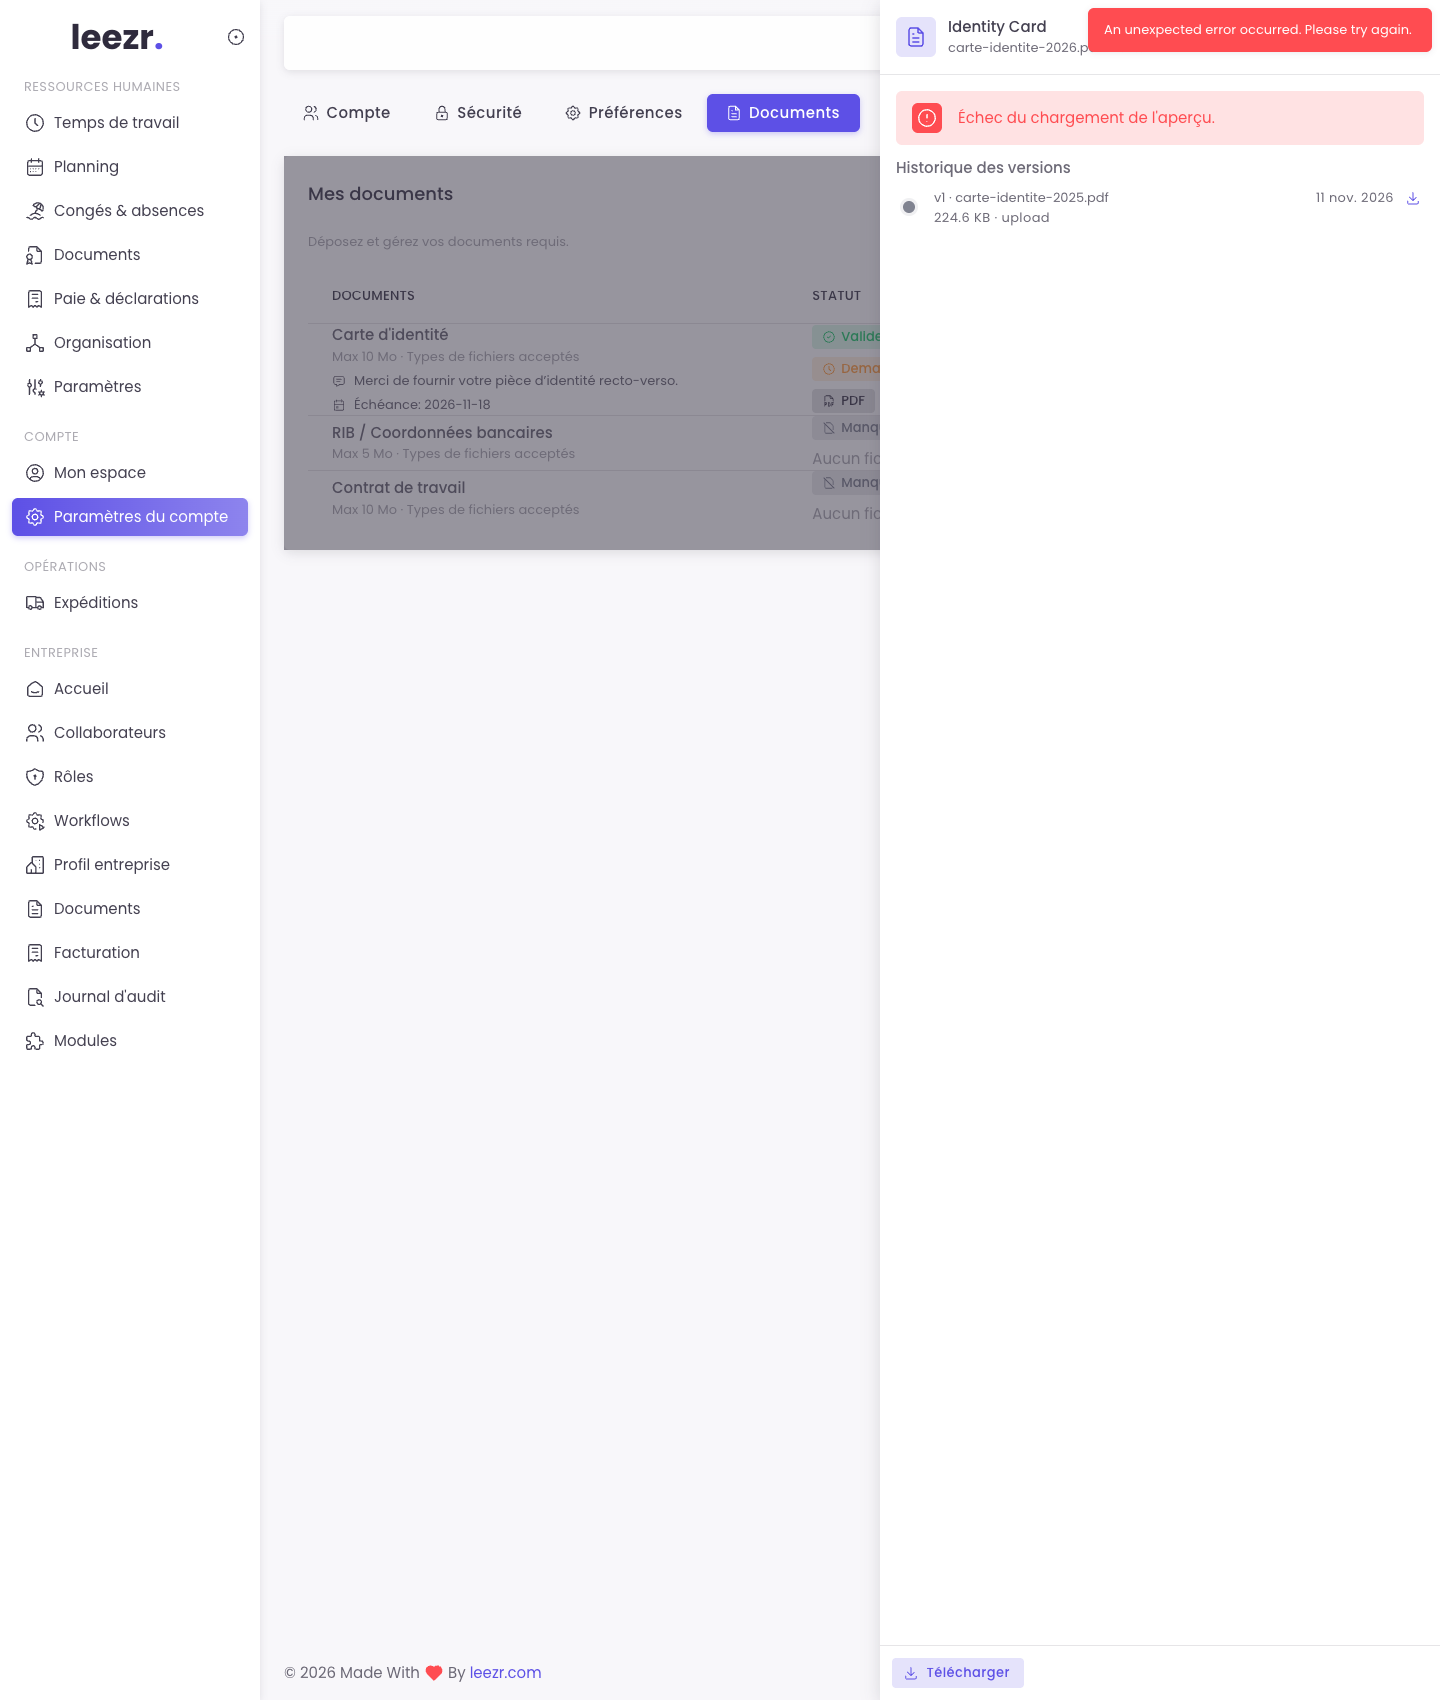 leezr.
RESSOURCES HUMAINES
Temps de travail
Planning
Congés & absences
Documents
Paie & déclarations
Organisation
Paramètres
COMPTE
Mon espace
Paramètres du compte
OPÉRATIONS
Expéditions
ENTREPRISE
Accueil
Collaborateurs
Rôles
Workflows
Profil entreprise
Documents
Facturation
Journal d'audit
Modules
Compte
Sécurité
Préférences
Documents
Mes documents
Déposez et gérez vos documents requis.
DOCUMENTS
STATUT
Carte d'identité
Max 10 Mo · Types de fichiers acceptés
Merci de fournir votre pièce d’identité recto-verso.
Échéance: 2026-11-18
PDF
RIB / Coordonnées bancaires
Max 5 Mo · Types de fichiers acceptés
Aucun
Contrat de travail
Max 10 Mo · Types de fichiers acceptés
Aucun
© 2026 Made With By leezr.com
Identity Card
carte-identite-2026.p
An unexpected error occurred. Please try again.
Échec du chargement de l'aperçu.
Historique des versions
v1 · carte-identite-2025.pdf
11 nov. 2026
224.6 KB · upload
Télécharger